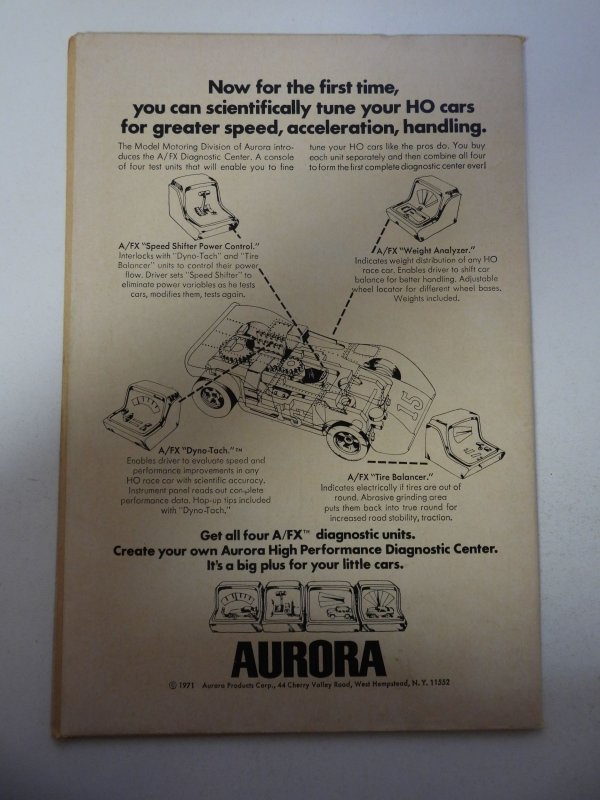 Now for the first time,
you can scientifically tune your HO cars
for greater speed, acceleration, handling.
The Model Motoring Division of Aurora intro-
duces the A/FX Diagnostic Center. A console
of four test units that will enable you to fine
tune your HO cars like the pros do. You buy
each unit separately and then combine all four
to form the first complete diagnostic center ever!
A/FX "Speed Shifter Power Control."
Interlocks with "Dyno-Tach" and "Tire
Balancer" units to control their power
flow. Driver sets "Speed Shifter" to
eliminate power variables as he tests
cars, modifies them, tests again.
A/FX "Weight Analyzer."
Indicates weight distribution of any HO
race car. Enables driver to shift car
balance for better handling. Adjustable
wheel locator for different wheel bases.
Weights included.
15
A/FX "Dyno-Tach."™
Enables driver to evaluate speed and
performance improvements in any
HO race car with scientific accuracy.
Instrument panel reads out complete
performance data. Hop-up tips included
with "Dyno-Tach."
A/FX "Tire Balancer."
Indicates electrically if tires are out of
round. Abrasive grinding area
puts them back into true round for
increased road stability, traction.
Get all four A/FX™ diagnostic units.
Create your own Aurora High Performance Diagnostic Center.
It's a big plus for your little cars.
AURORA
© 1971 Aurora Products Corp., 44 Cherry Valley Road, West Hempstead, N. Y. 11552